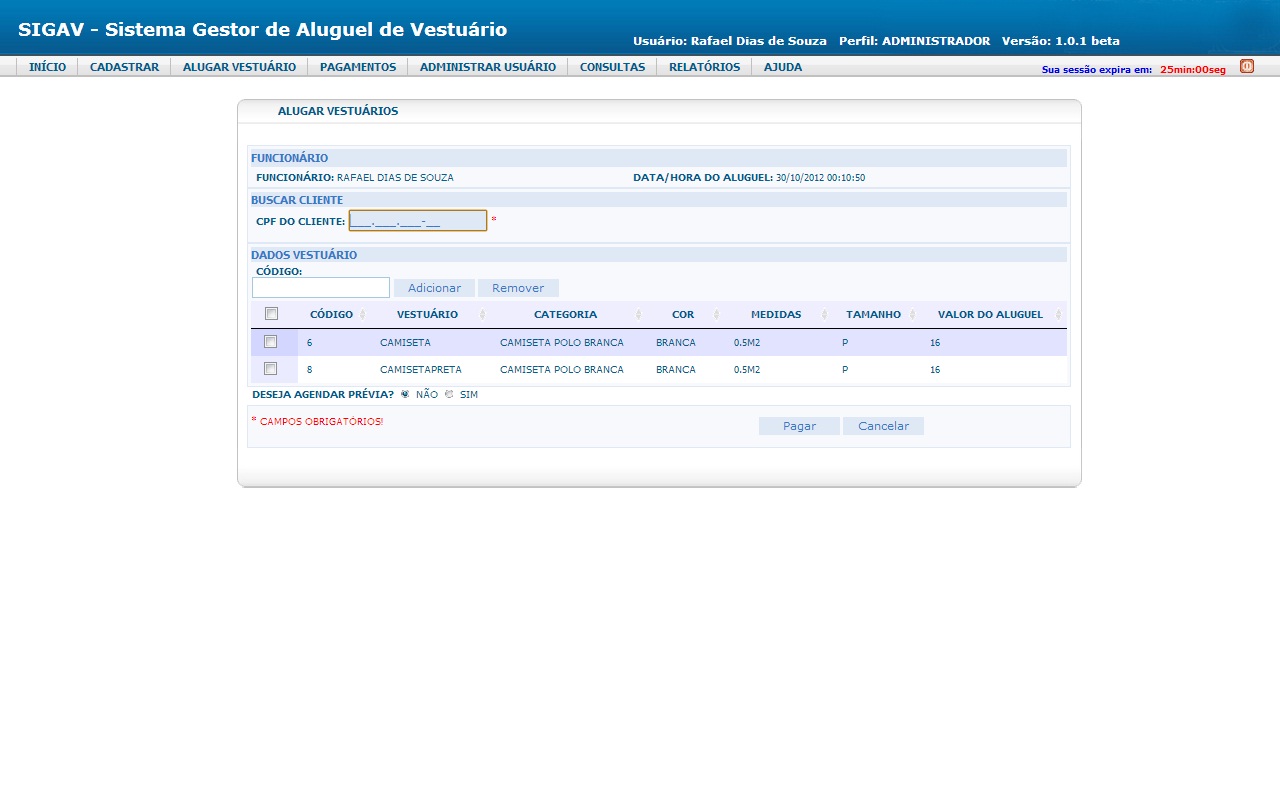 SIGAV - Sistema Gestor de Aluguel de Vestuário
Usuário: Rafael Dias de Souza Perfil: ADMINISTRADOR Versão: 1.0.1 beta
INÍCIO CADASTRAR ALUGAR VESTUÁRIO PAGAMENTOS ADMINISTRAR USUÁRIO CONSULTAS RELATÓRIOS AJUDA Sua sessão expira em: 25min:00seg
ALUGAR VESTUÁRIOS
FUNCIONÁRIO
FUNCIONÁRIO: RAFAEL DIAS DE SOUZA DATA/HORA DO ALUGUEL: 30/10/2012 00:10:50
BUSCAR CLIENTE
CPF DO CLIENTE: ___.___.___-__ *
DADOS VESTUÁRIO
CÓDIGO:
Adicionar Remover
CÓDIGO VESTUÁRIO CATEGORIA COR MEDIDAS TAMANHO VALOR DO ALUGUEL
6 CAMISETA CAMISETA POLO BRANCA BRANCA 0.5M2 P 16
8 CAMISETAPRETA CAMISETA POLO BRANCA BRANCA 0.5M2 P 16
DESEJA AGENDAR PRÉVIA? NÃO SIM
* CAMPOS OBRIGATÓRIOS!
Pagar Cancelar